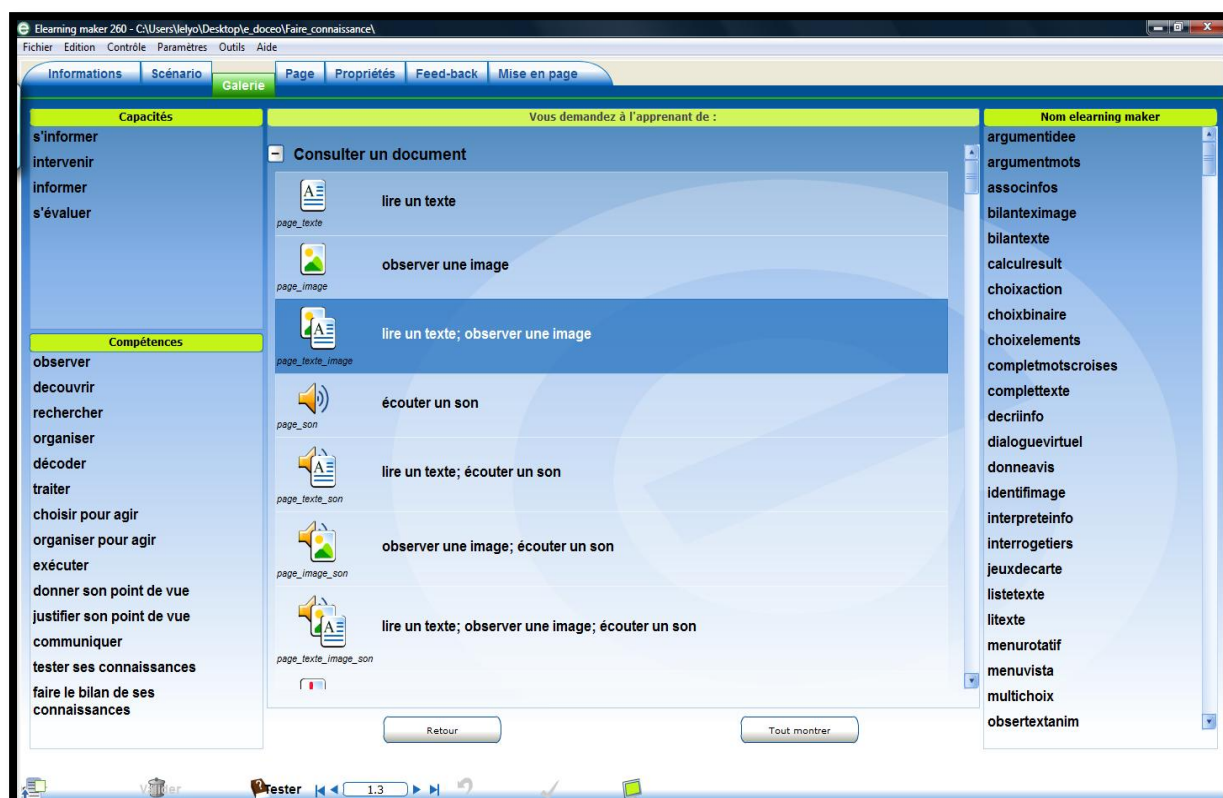 Elearning maker 260 - C:\Users\lelyo\Desktop\e_doceo\Faire_connaissance\
Fichier Edition Contrôle Paramètres Outils Aide
Informations Scénario Galerie Page Propriétés Feed-back Mise en page
Capacités
s'informer
intervenir
informer
s'évaluer
Compétences
observer
decouvrir
rechercher
organiser
décoder
traiter
choisir pour agir
organiser pour agir
exécuter
donner son point de vue
justifier son point de vue
communiquer
tester ses connaissances
faire le bilan de ses
connaissances
Vous demandez à l'apprenant de :
Consulter un document
lire un texte
page_texte
observer une image
page_image
lire un texte; observer une image
page_texte_image
écouter un son
page_son
lire un texte; écouter un son
page_texte_son
observer une image; écouter un son
page_image_son
lire un texte; observer une image; écouter un son
page_texte_image_son
Retour Tout montrer
Nom elearning maker
argumentidee
argumentmots
associnfos
bilanteximage
bilantexte
calculresult
choixaction
choixbinaire
choixelements
completmotscroises
complettexte
decriinfo
dialoguevirtuel
donneavis
identifimage
interpreteinfo
interrogetiers
jeuxdecarte
listetexte
litexte
menurotatif
menuvista
multichoix
obsertextanim
Tester 1.3